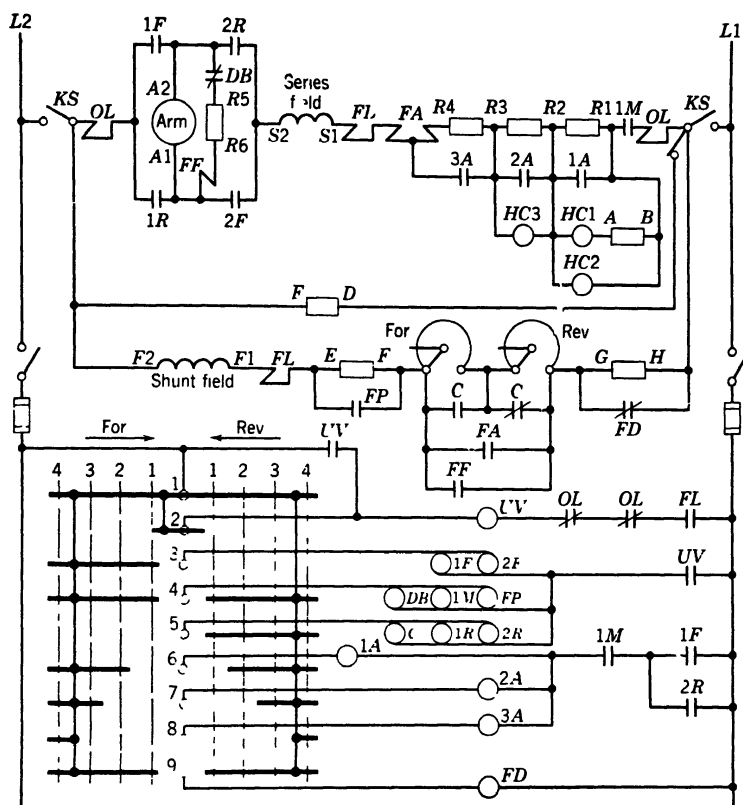 L2
1F
2R
L1
KS
OL
A2
Arm
A1
DB
R5
R6
FF
1R
2F
Series
field
S2
S1
FL
FA
R4
R3
R2
R1
1M
OL
KS
3A
2A
1A
HC3
HC1
A
B
HC2
F
D
F2
F1
Shunt field
FL
E
F
FP
For
Rev
C
C
FA
FF
G
H
FD
For
Rev
UV
4
3
2
1
1
2
3
4
1
2
UV
OL
OL
FL
3
1F
2F
UV
4
DB
1M
FP
5
1R
2R
6
1A
1M
1F
2R
7
2A
8
3A
9
FD